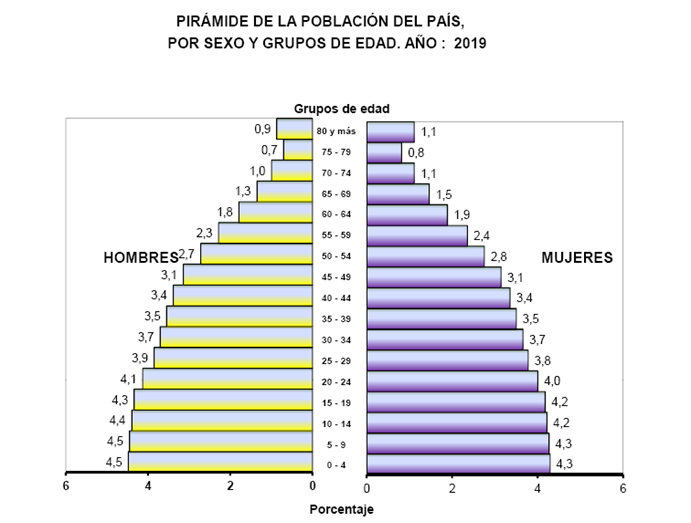 PIRÁMIDE DE LA POBLACIÓN DEL PAÍS,
POR SEXO Y GRUPOS DE EDAD. AÑO : 2019
Grupos de edad
0,9 80 y más 1,1
0,7 75 - 79 0,8
1,0 70 - 74 1,1
1,3 65 - 69 1,5
1,8 60 - 64 1,9
2,3 55 - 59 2,4
HOMBRES 2,7 50 - 54 2,8 MUJERES
3,1 45 - 49 3,1
3,4 40 - 44 3,4
3,5 35 - 39 3,5
3,7 30 - 34 3,7
3,9 25 - 29 3,8
4,1 20 - 24 4,0
4,3 15 - 19 4,2
4,4 10 - 14 4,2
4,5 5 - 9 4,3
4,5 0 - 4 4,3
6 4 2 0 0 2 4 6
Porcentaje